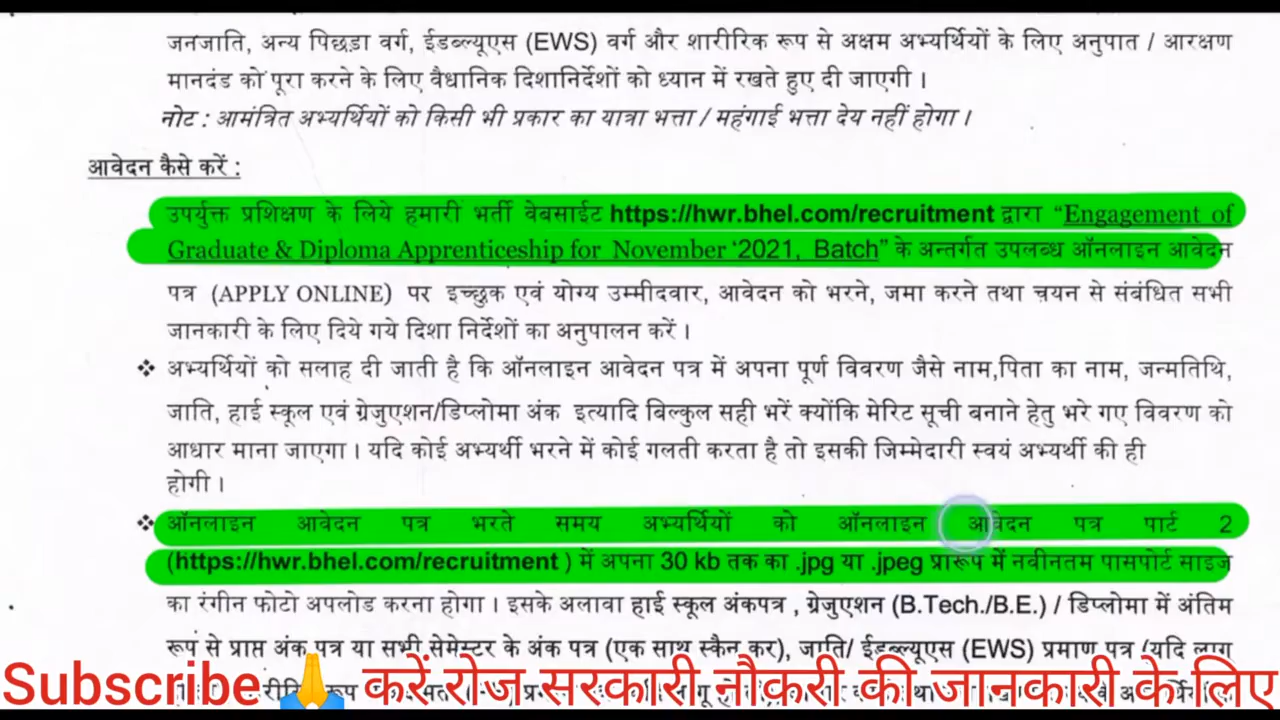 जनजाति, अन्य पिछड़ा वर्ग, ईडब्ल्यूएस (EWS) वर्ग और शारीरिक रूप से अक्षम अभ्यर्थियों के लिए अनुपात / आरक्षण
मानदंड को पूरा करने के लिए वैधानिक दिशानिर्देशों को ध्यान में रखते हुए दी जाएगी ।
नोट : आमंत्रित अभ्यर्थियों को किसी भी प्रकार का यात्रा भत्ता / महंगाई भत्ता देय नहीं होगा ।
आवेदन कैसे करें :
उपर्युक्त प्रशिक्षण के लिये हमारी भर्ती वेबसाईट https://hwr.bhel.com/recruitment द्वारा “Engagement of
Graduate & Diploma Apprenticeship for November ‘2021, Batch” के अन्तर्गत उपलब्ध ऑनलाइन आवेदन
पत्र (APPLY ONLINE) पर इच्छुक एवं योग्य उम्मीदवार, आवेदन को भरने, जमा करने तथा चयन से संबंधित सभी
जानकारी के लिए दिये गये दिशा निर्देशों का अनुपालन करें ।
❖ अभ्यर्थियों को सलाह दी जाती है कि ऑनलाइन आवेदन पत्र में अपना पूर्ण विवरण जैसे नाम,पिता का नाम, जन्मतिथि,
जाति, हाई स्कूल एवं ग्रेजुएशन/डिप्लोमा अंक इत्यादि बिल्कुल सही भरें क्योंकि मेरिट सूची बनाने हेतु भरे गए विवरण को
आधार माना जाएगा । यदि कोई अभ्यर्थी भरने में कोई गलती करता है तो इसकी जिम्मेदारी स्वयं अभ्यर्थी की ही
होगी ।
❖ ऑनलाइन आवेदन पत्र भरते समय अभ्यर्थियों को ऑनलाइन आवेदन पत्र पार्ट 2
(https://hwr.bhel.com/recruitment ) में अपना 30 kb तक का .jpg या .jpeg प्रारूप में नवीनतम पासपोर्ट साइज
का रंगीन फोटो अपलोड करना होगा । इसके अलावा हाई स्कूल अंकपत्र , ग्रेजुएशन (B.Tech./B.E.) / डिप्लोमा में अंतिम
रूप से प्राप्त अंक पत्र या सभी सेमेस्टर के अंक पत्र (एक साथ स्कैन कर), जाति/ ईडब्ल्यूएस (EWS) प्रमाण पत्र /यदि लागू
Subscribe 🙏 करें रोज सरकारी नौकरी की जानकारी के लिए